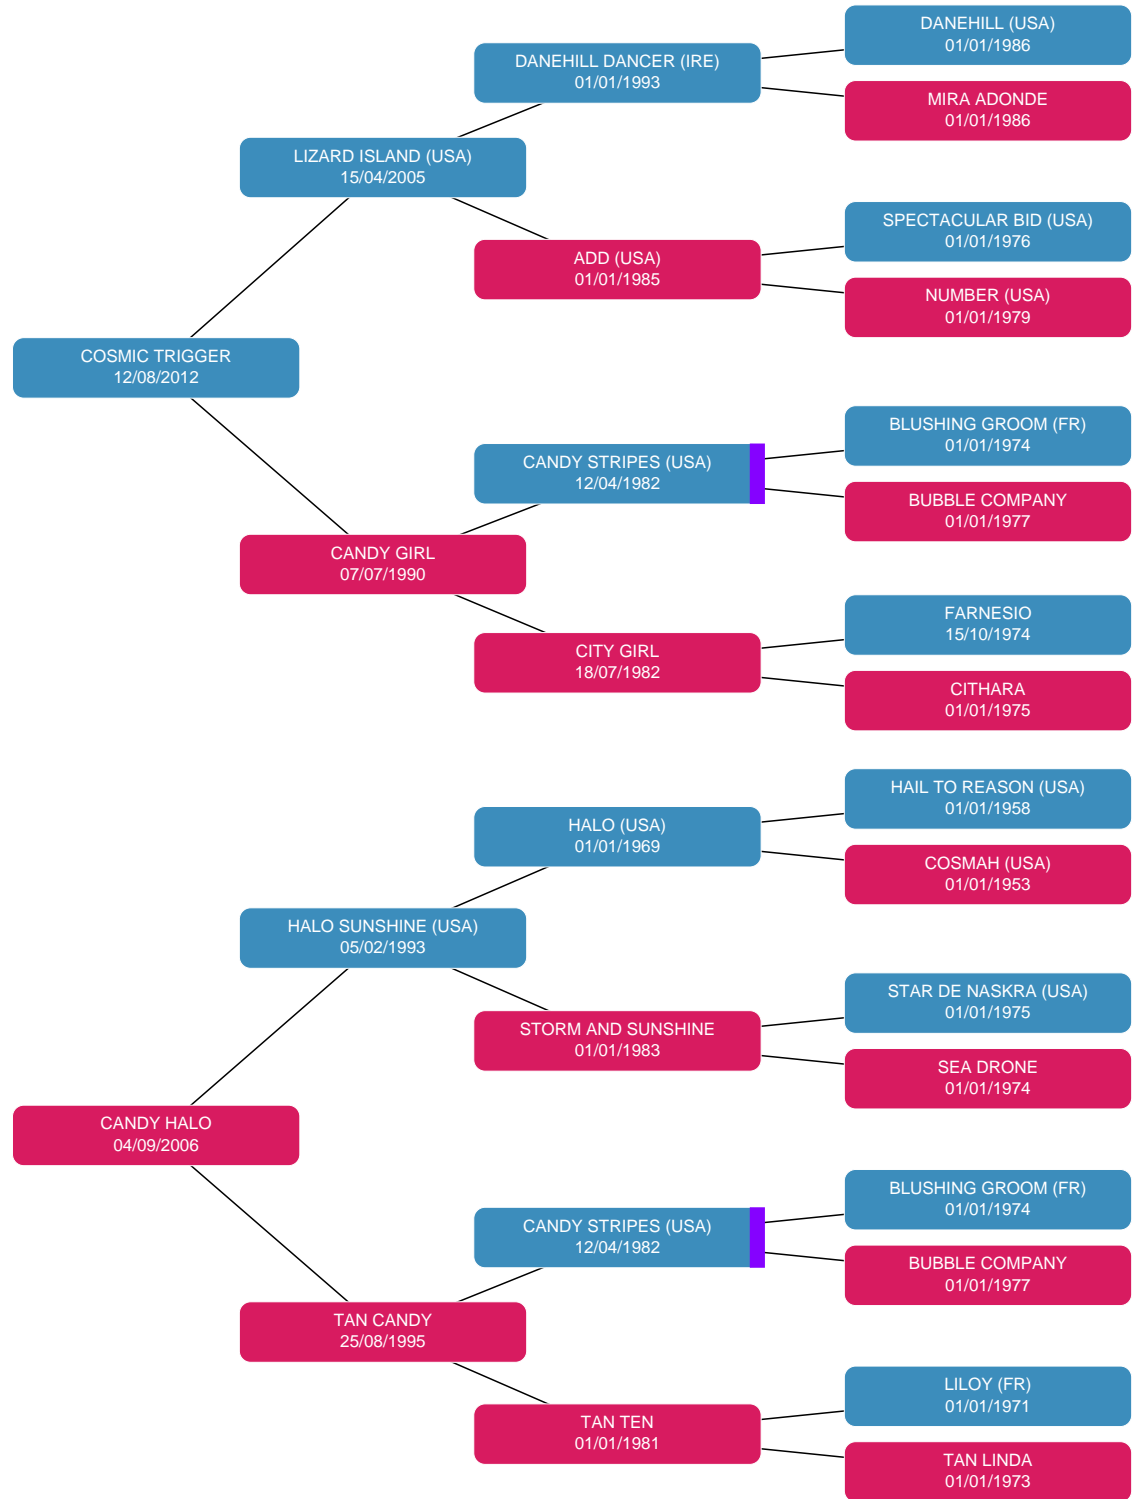 DANEHILL (USA)
01/01/1986
DANEHILL DANCER (IRE)
01/01/1993
MIRA ADONDE
01/01/1986
LIZARD ISLAND (USA)
15/04/2005
SPECTACULAR BID (USA)
01/01/1976
ADD (USA)
01/01/1985
NUMBER (USA)
01/01/1979
COSMIC TRIGGER
12/08/2012
BLUSHING GROOM (FR)
01/01/1974
CANDY STRIPES (USA)
12/04/1982
BUBBLE COMPANY
01/01/1977
CANDY GIRL
07/07/1990
FARNESIO
15/10/1974
CITY GIRL
18/07/1982
CITHARA
01/01/1975
HAIL TO REASON (USA)
01/01/1958
HALO (USA)
01/01/1969
COSMAH (USA)
01/01/1953
HALO SUNSHINE (USA)
05/02/1993
STAR DE NASKRA (USA)
01/01/1975
STORM AND SUNSHINE
01/01/1983
SEA DRONE
01/01/1974
CANDY HALO
04/09/2006
BLUSHING GROOM (FR)
01/01/1974
CANDY STRIPES (USA)
12/04/1982
BUBBLE COMPANY
01/01/1977
TAN CANDY
25/08/1995
LILOY (FR)
01/01/1971
TAN TEN
01/01/1981
TAN LINDA
01/01/1973